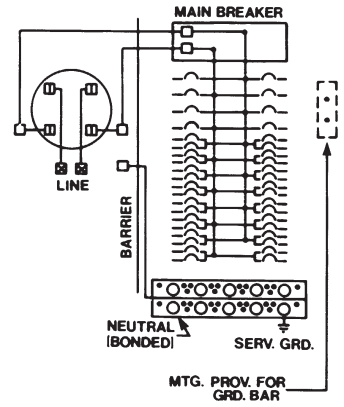 MAIN BREAKER
LINE
BARRIER
NEUTRAL
(BONDED)
SERV. GRD.
MTG. PROV. FOR
GRD. BAR